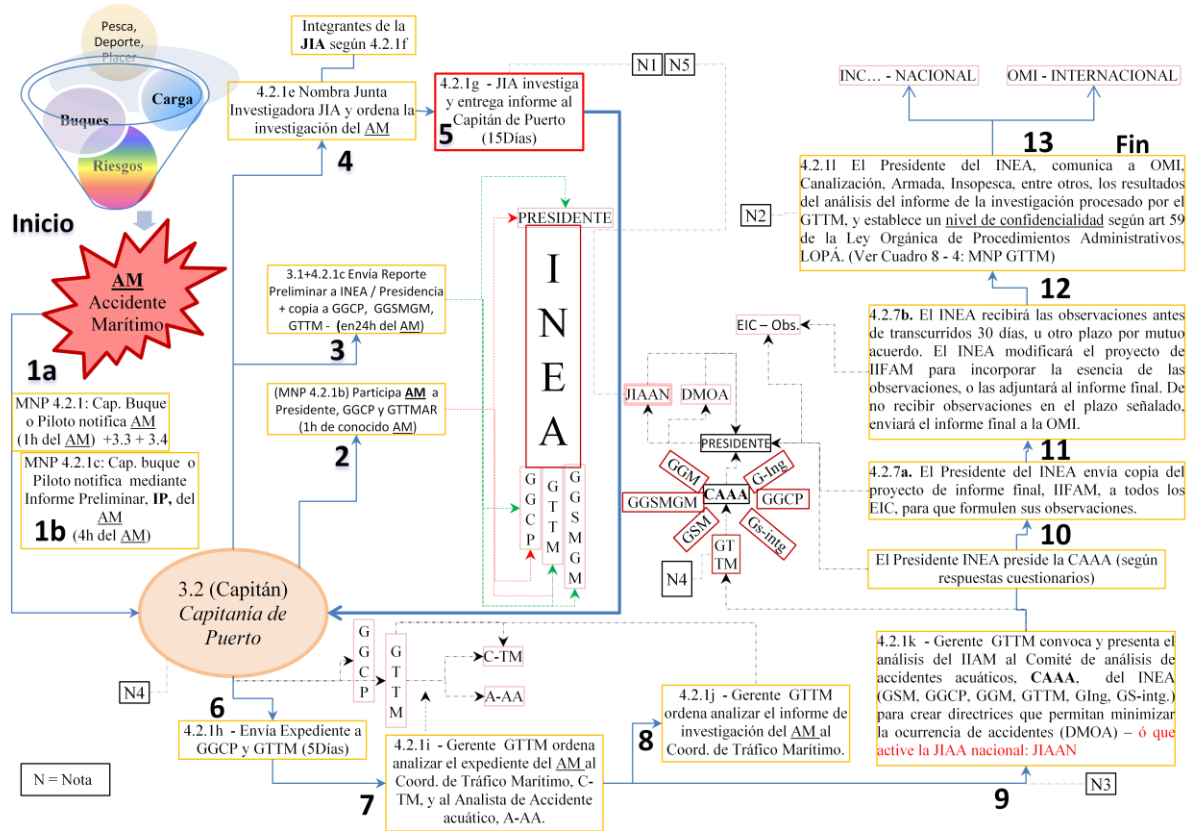 Pesca,
Deporte,
Placer
Carga
Buques
Riesgos
Inicio
AM
Accidente
Marítimo
1a
MNP 4.2.1: Cap. Buque
o Piloto notifica AM
(1h del AM) +3.3 + 3.4
MNP 4.2.1c: Cap. buque o
Piloto notifica mediante
Informe Preliminar, IP, del
AM
(4h del AM)
1b
3.2 (Capitán)
Capitanía de
Puerto
N4
N = Nota
Integrantes de la
JIA según 4.2.1f
4.2.1e Nombra Junta
Investigadora JIA y ordena la
investigación del AM
4
4.2.1g - JIA investiga
y entrega informe al
Capitán de Puerto
(15Días)
5
N1
N5
3.1+4.2.1c Envía Reporte
Preliminar a INEA / Presidencia
+ copia a GGCP, GGSMGM,
GTTM - (en24h del AM)
3
(MNP 4.2.1b) Participa AM a
Presidente, GGCP y GTTMAR
(1h de conocido AM)
2
PRESIDENTE
I
N
E
A
G
G
C
P
G
T
T
M
G
G
S
M
G
M
6
4.2.1h - Envía Expediente a
GGCP y GTTM (5Días)
G
G
C
P
G
T
T
M
C-TM
A-AA
7
4.2.1i - Gerente GTTM ordena
analizar el expediente del AM al
Coord. de Tráfico Marítimo, C-
TM, y al Analista de Accidente
acuático, A-AA.
8
4.2.1j - Gerente GTTM
ordena analizar el informe de
investigación del AM al
Coord. de Tráfico Marítimo.
9
N3
4.2.1k - Gerente GTTM convoca y presenta el
análisis del IIAM al Comité de análisis de
accidentes acuáticos, CAAA, del INEA
(GSM, GGCP, GGM, GTTM, GIng, GS-intg.)
para crear directrices que permitan minimizar
la ocurrencia de accidentes (DMOA) – ó que
active la JIAA nacional: JIAAN
EIC – Obs.
JIAAN
DMOA
PRESIDENTE
GGM
G-Ing
GGSMGM
CAAA
GGCP
GSM
Gs-intg
GT
TM
N4
El Presidente INEA preside la CAAA (según
respuestas cuestionarios)
10
4.2.7a. El Presidente del INEA envía copia del
proyecto de informe final, IIFAM, a todos los
EIC, para que formulen sus observaciones.
11
4.2.7b. El INEA recibirá las observaciones antes
de transcurridos 30 días, u otro plazo por mutuo
acuerdo. El INEA modificará el proyecto de
IIFAM para incorporar la esencia de las
observaciones, o las adjuntará al informe final. De
no recibir observaciones en el plazo señalado,
enviará el informe final a la OMI.
12
4.2.1l El Presidente del INEA, comunica a OMI,
Canalización, Armada, Insopesca, entre otros, los resultados
del análisis del informe de la investigación procesado por el
GTTM, y establece un nivel de confidencialidad según art 59
de la Ley Orgánica de Procedimientos Administrativos,
LOPÁ. (Ver Cuadro 8 - 4: MNP GTTM)
N2
13
Fin
INC... - NACIONAL
OMI - INTERNACIONAL